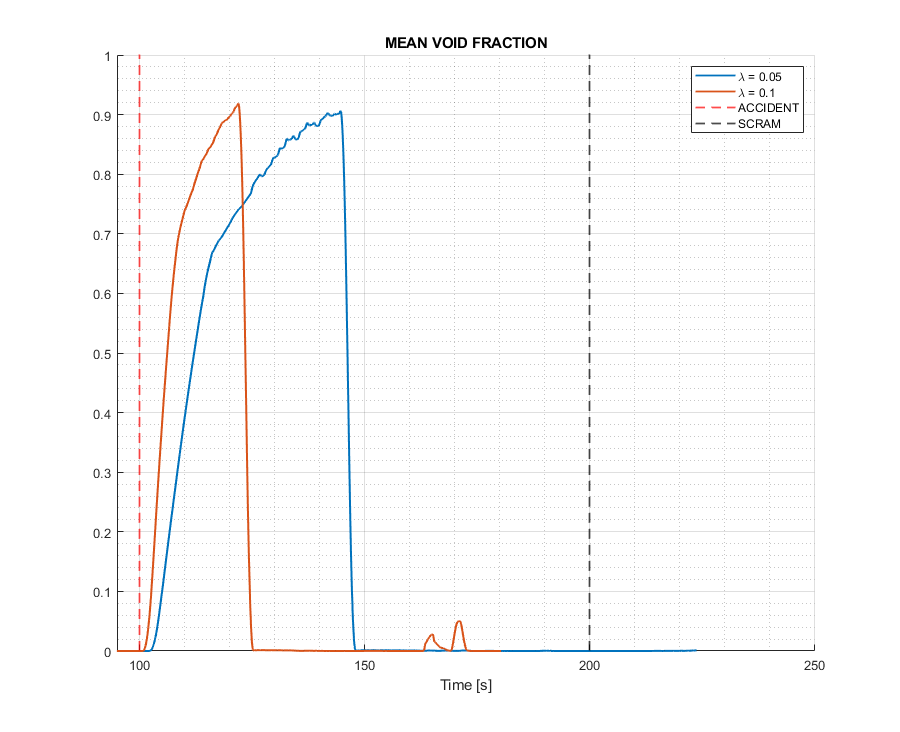 MEAN VOID FRACTION
1
0.9
0.8
0.7
0.6
0.5
0.4
0.3
0.2
0.1
0
λ = 0.05
λ = 0.1
ACCIDENT
SCRAM
100
150
200
250
Time [s]